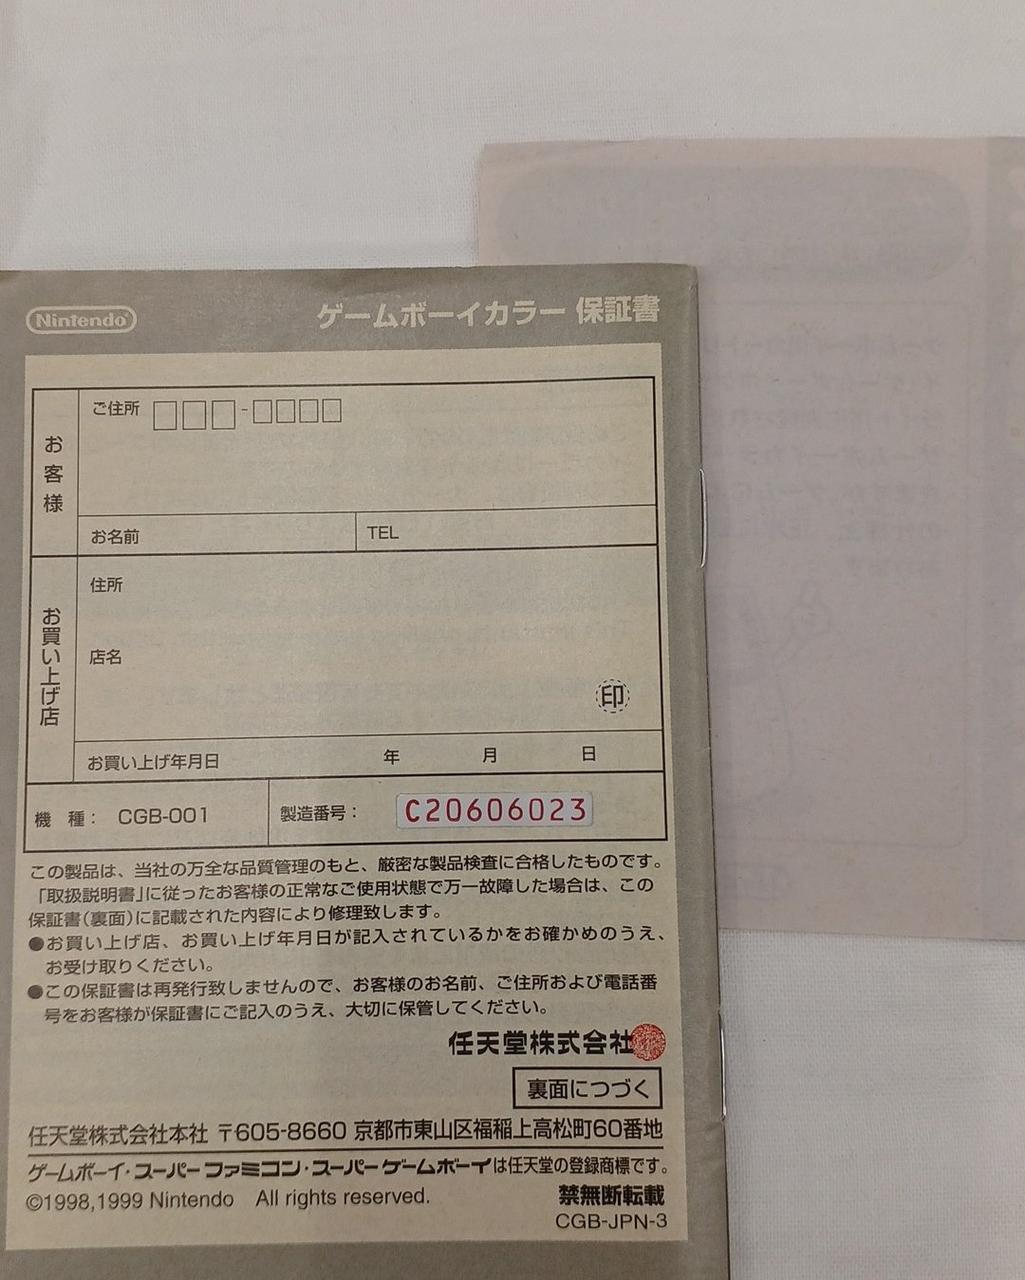 Nintendo
ゲームボーイカラー 保証書
お客様
ご住所 □□□-□□□□
お名前
TEL
お買い上げ店
住所
店名
印
お買い上げ年月日 年 月 日
機 種: CGB-001
製造番号: C20606023
この製品は、当社の万全な品質管理のもと、厳密な製品検査に合格したものです。
「取扱説明書」に従ったお客様の正常なご使用状態で万一故障した場合は、この
保証書(裏面)に記載された内容により修理致します。
●お買い上げ店、お買い上げ年月日が記入されているかをお確かめのうえ、
お受け取りください。
●この保証書は再発行致しませんので、お客様のお名前、ご住所および電話番
号をお客様が保証書にご記入のうえ、大切に保管してください。
任天堂株式会社
裏面につづく
任天堂株式会社本社 〒605-8660 京都市東山区福稲上高松町60番地
ゲームボーイ・スーパーファミコン・スーパーゲームボーイは任天堂の登録商標です。
©1998,1999 Nintendo All rights reserved.
禁無断転載
CGB-JPN-3